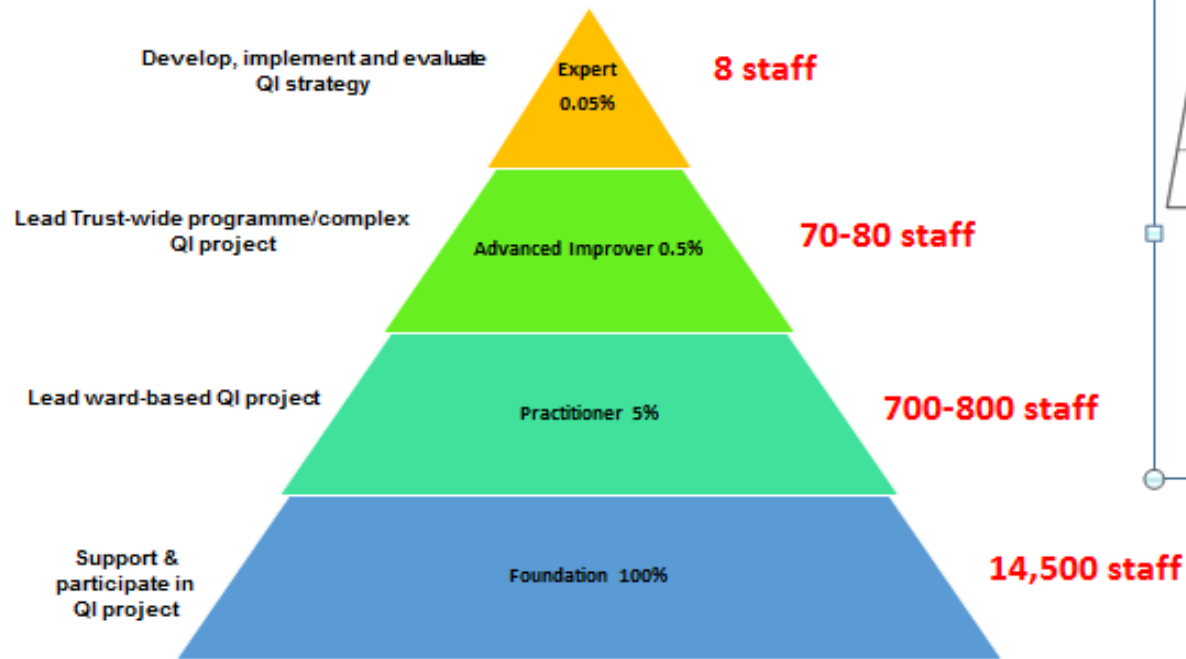 Develop, implement and evaluate
QI strategy
Expert
0.05%
8 staff
Lead Trust-wide programme/complex
QI project
Advanced Improver 0.5%
70-80 staff
Lead ward-based QI project
Practitioner 5%
700-800 staff
Support &
participate in
QI project
Foundation 100%
14,500 staff